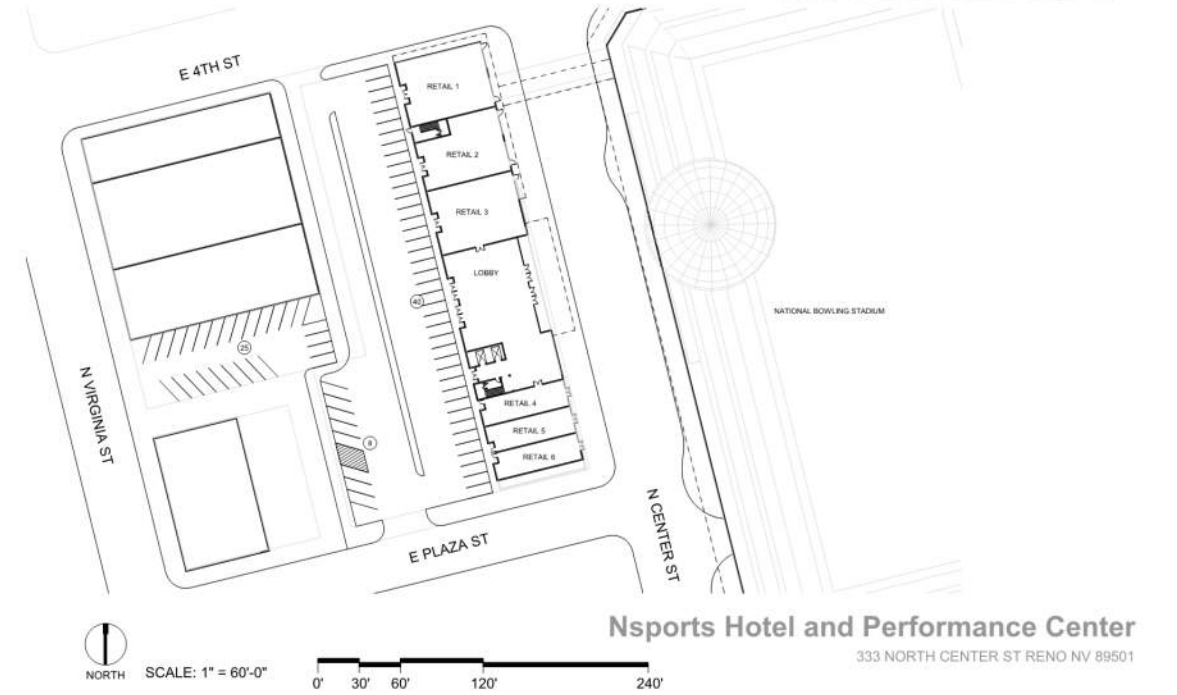 E 4TH ST
RETAIL 1
RETAIL 2
RETAIL 3
LOBBY
40
NATIONAL BOWLING STADIUM
25
N VIRGINIA ST
RETAIL 4
RETAIL 5
8
RETAIL 6
N CENTER ST
E PLAZA ST
Nsports Hotel and Performance Center
333 NORTH CENTER ST RENO NV 89501
NORTH
SCALE: 1" = 60'-0"
0' 30' 60' 120' 240'